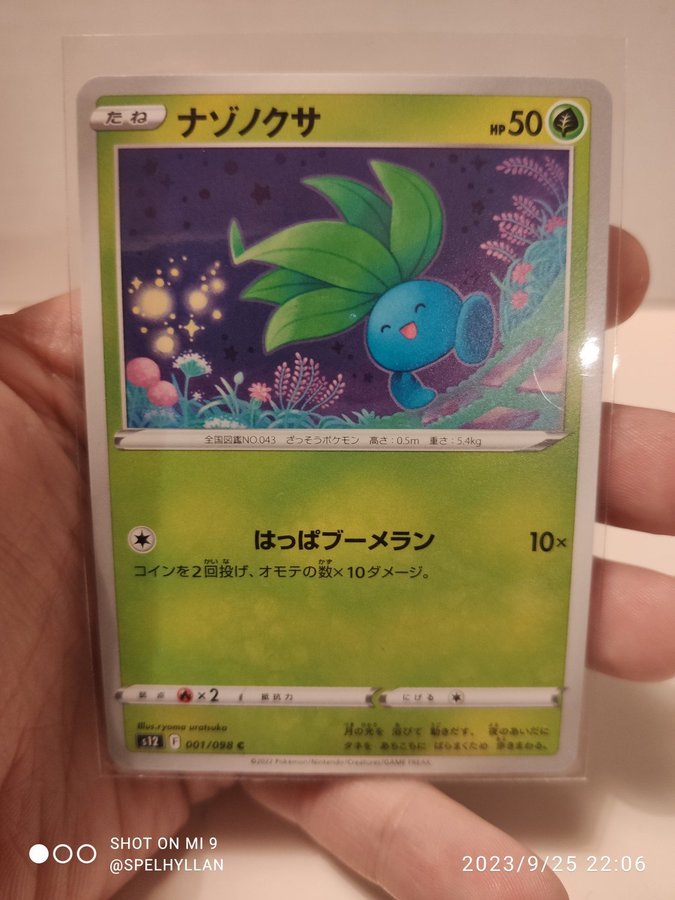 たね ナゾノクサ HP50
全国図鑑NO.043 ざっそうポケモン 高さ:0.5m 重さ:5.4kg
はっぱブーメラン 10×
コインを2回投げ、オモテの数×10ダメージ。
弱点 ×2 抵抗力 にげる
Illus.ryoma uratsuka
月の光を 浴びて 動きだす。 夜のあいだに
タネを あちこちに ばらまくため 歩きまわる。
s12 F 001/098 C
©2022 Pokémon/Nintendo/Creatures/GAME FREAK
SHOT ON MI 9
@SPELHYLLAN
2023/9/25 22:06